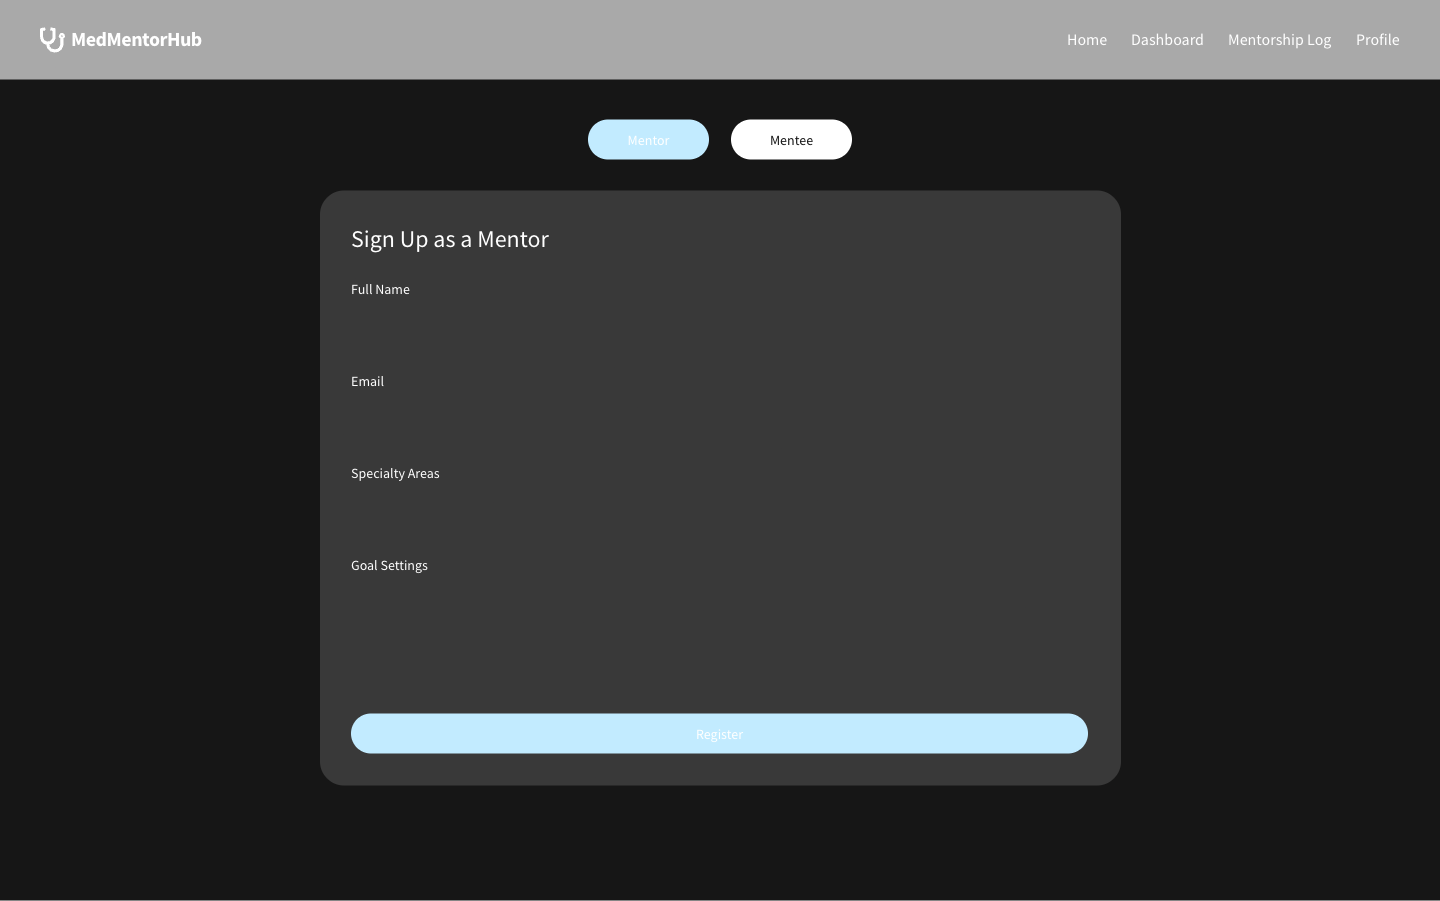 MedMentorHub
Home Dashboard Mentorship Log Profile
Mentor Mentee
Sign Up as a Mentor
Full Name
Email
Specialty Areas
Goal Settings
Register